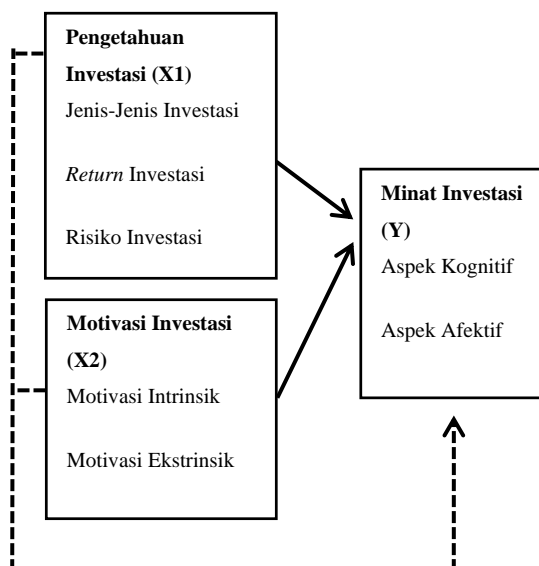 Pengetahuan
Investasi (X1)
Jenis-Jenis Investasi
Return Investasi
Risiko Investasi
Motivasi Investasi
(X2)
Motivasi Intrinsik
Motivasi Ekstrinsik
Minat Investasi
(Y)
Aspek Kognitif
Aspek Afektif